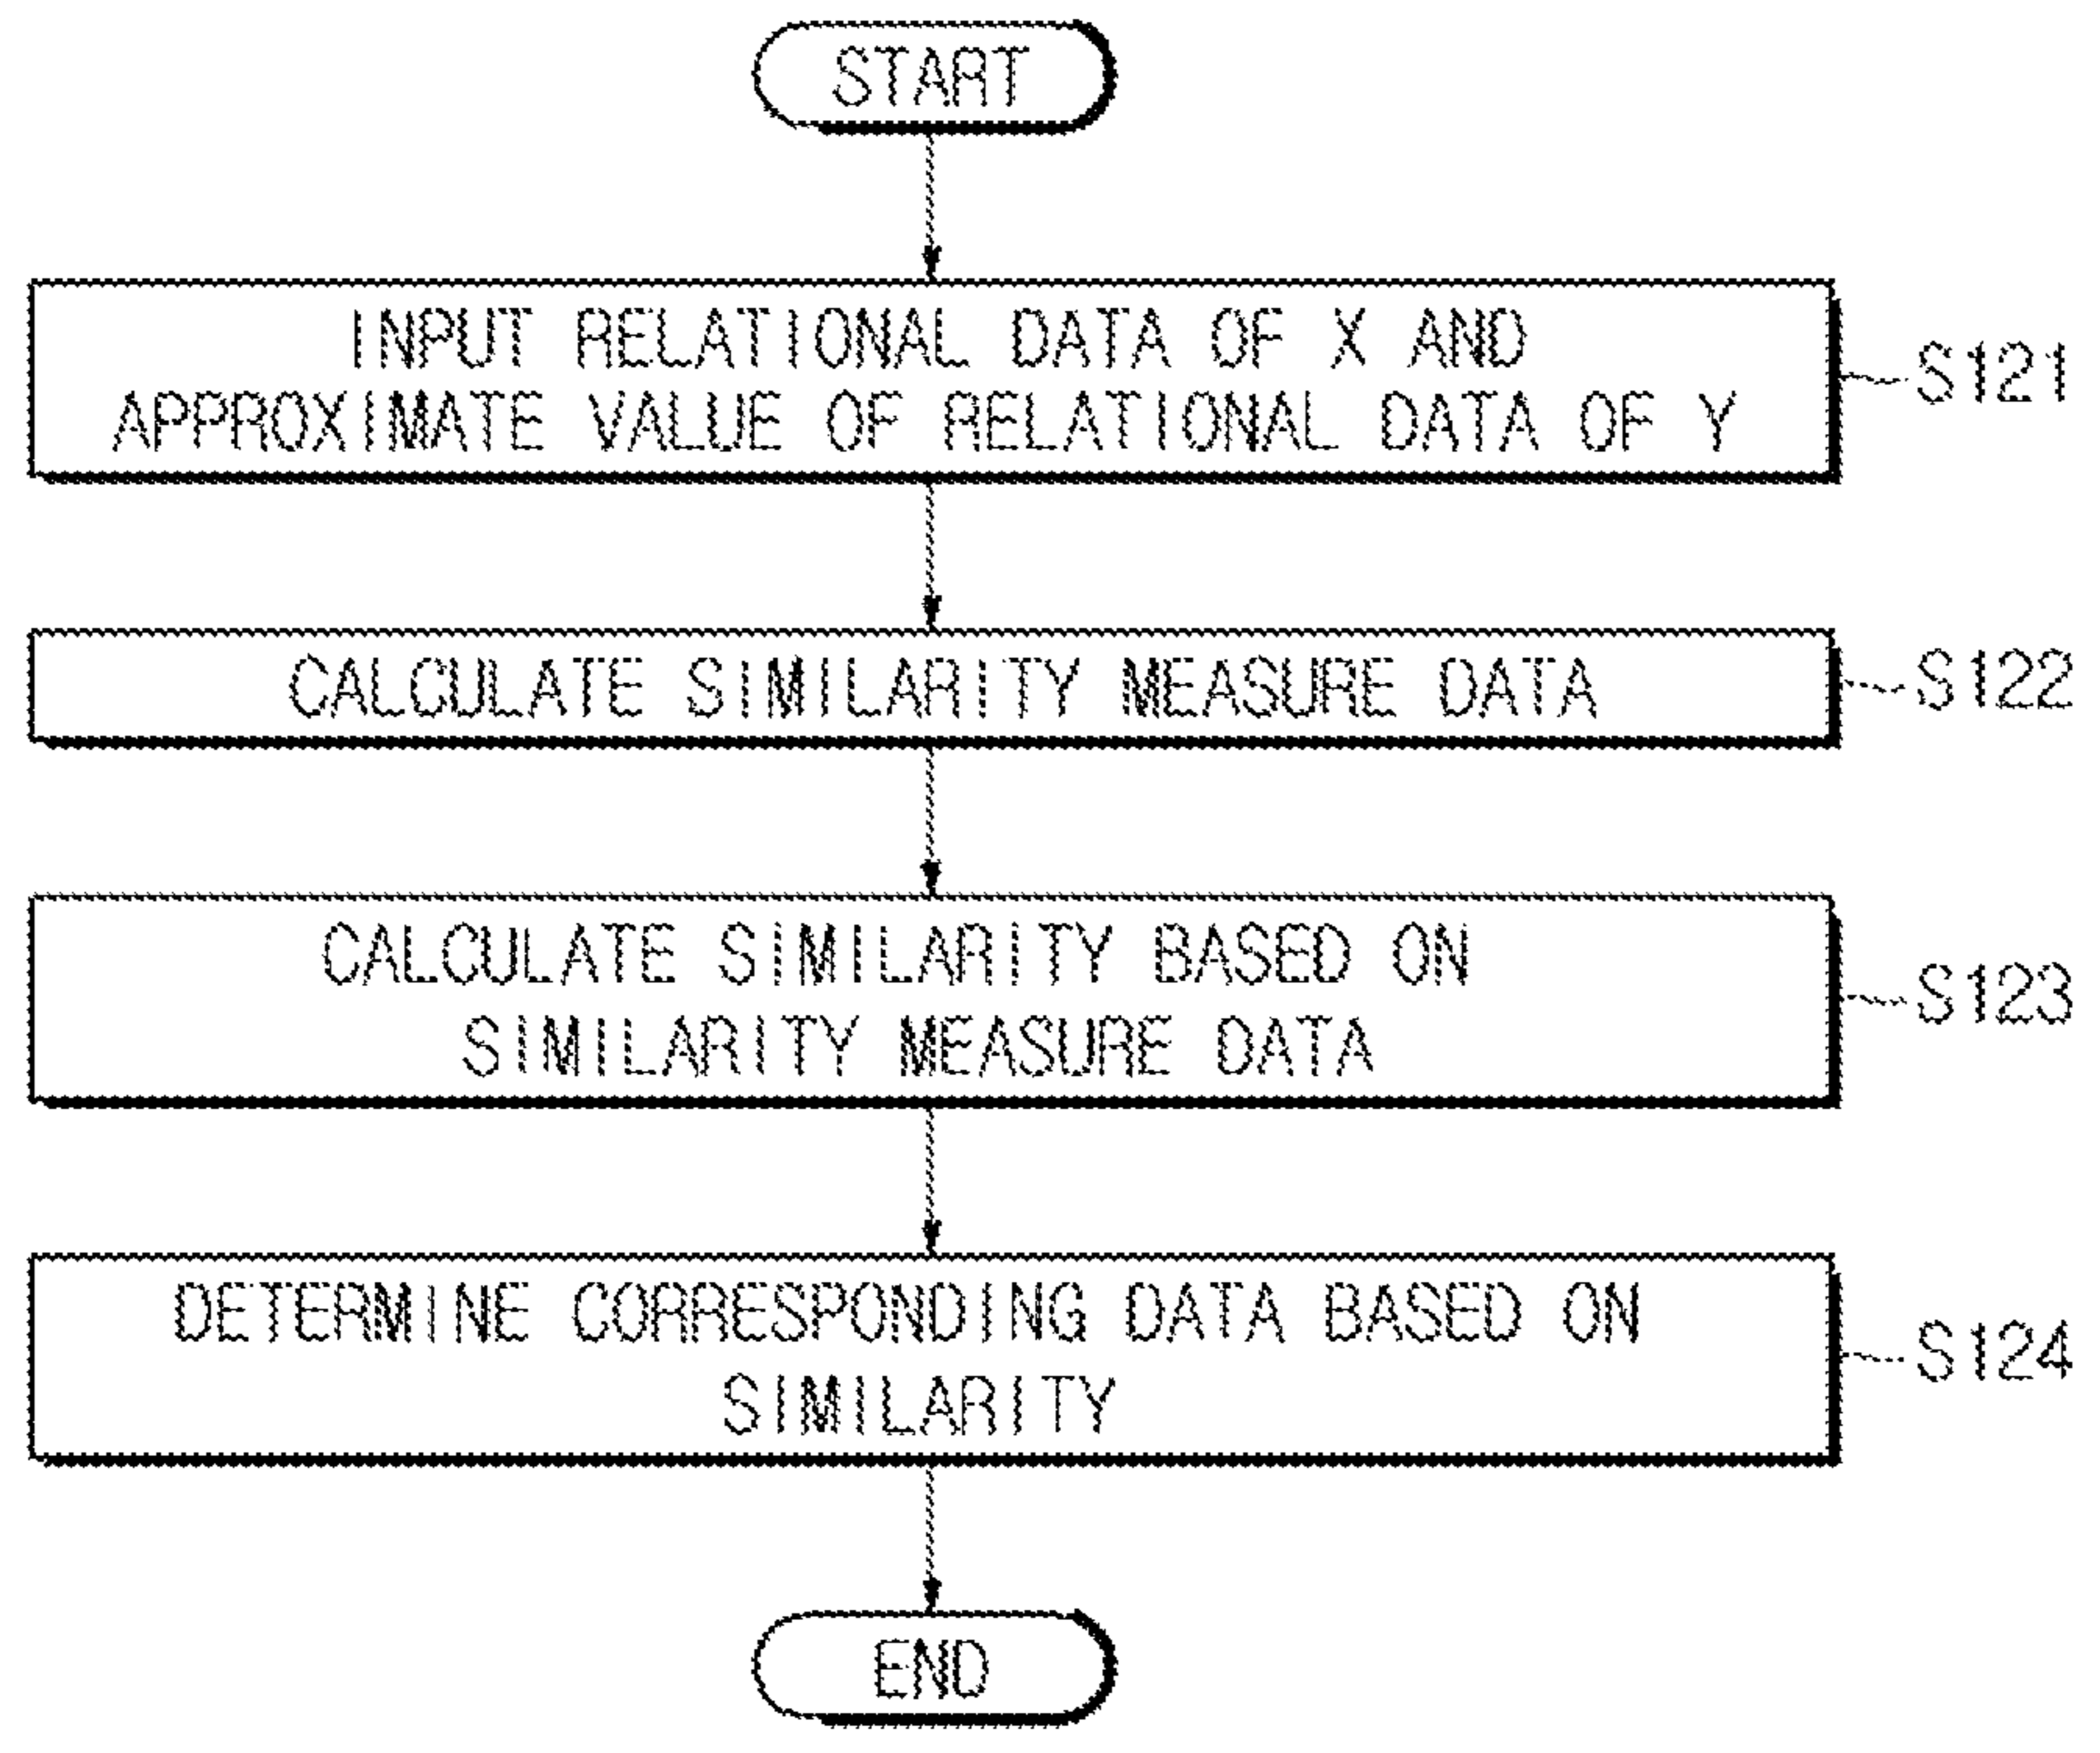 START
INPUT RELATIONAL DATA OF X AND
APPROXIMATE VALUE OF RELATIONAL DATA OF Y
S121
CALCULATE SIMILARITY MEASURE DATA
S122
CALCULATE SIMILARITY BASED ON
SIMILARITY MEASURE DATA
S123
DETERMINE CORRESPONDING DATA BASED ON
SIMILARITY
S124
END